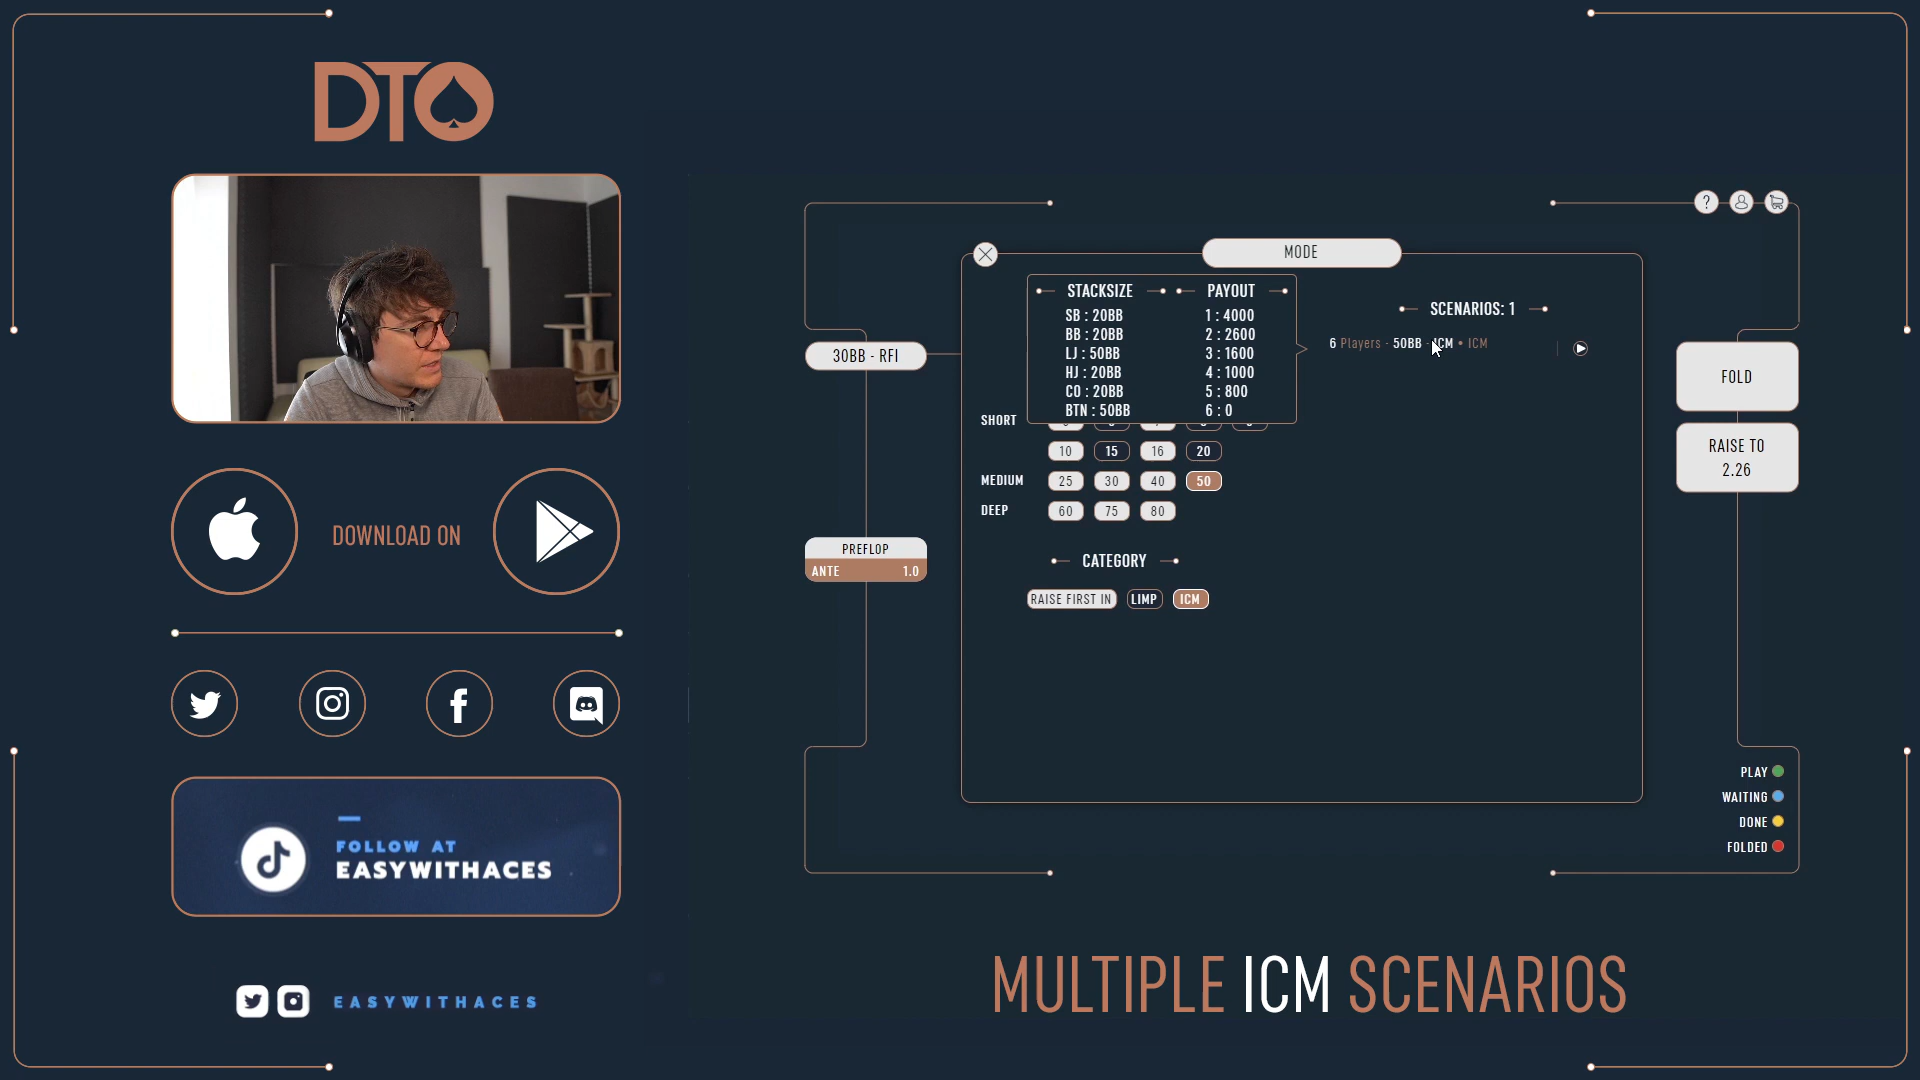 DTO
DOWNLOAD ON
FOLLOW AT
EASYWITHACES
EASYWITHACES
?
MODE
STACKSIZE PAYOUT
SB : 20BB 1 : 4000
BB : 20BB 2 : 2600
LJ : 50BB 3 : 1600
HJ : 20BB 4 : 1000
CO : 20BB 5 : 800
BTN : 50BB 6 : 0
SCENARIOS: 1
6 Players - 50BB - ICM • ICM
30BB - RFI
SHORT
10 15 16 20
MEDIUM 25 30 40 50
DEEP 60 75 80
CATEGORY
RAISE FIRST IN LIMP ICM
PREFLOP
ANTE 1.0
FOLD
RAISE TO
2.26
PLAY
WAITING
DONE
FOLDED
MULTIPLE ICM SCENARIOS